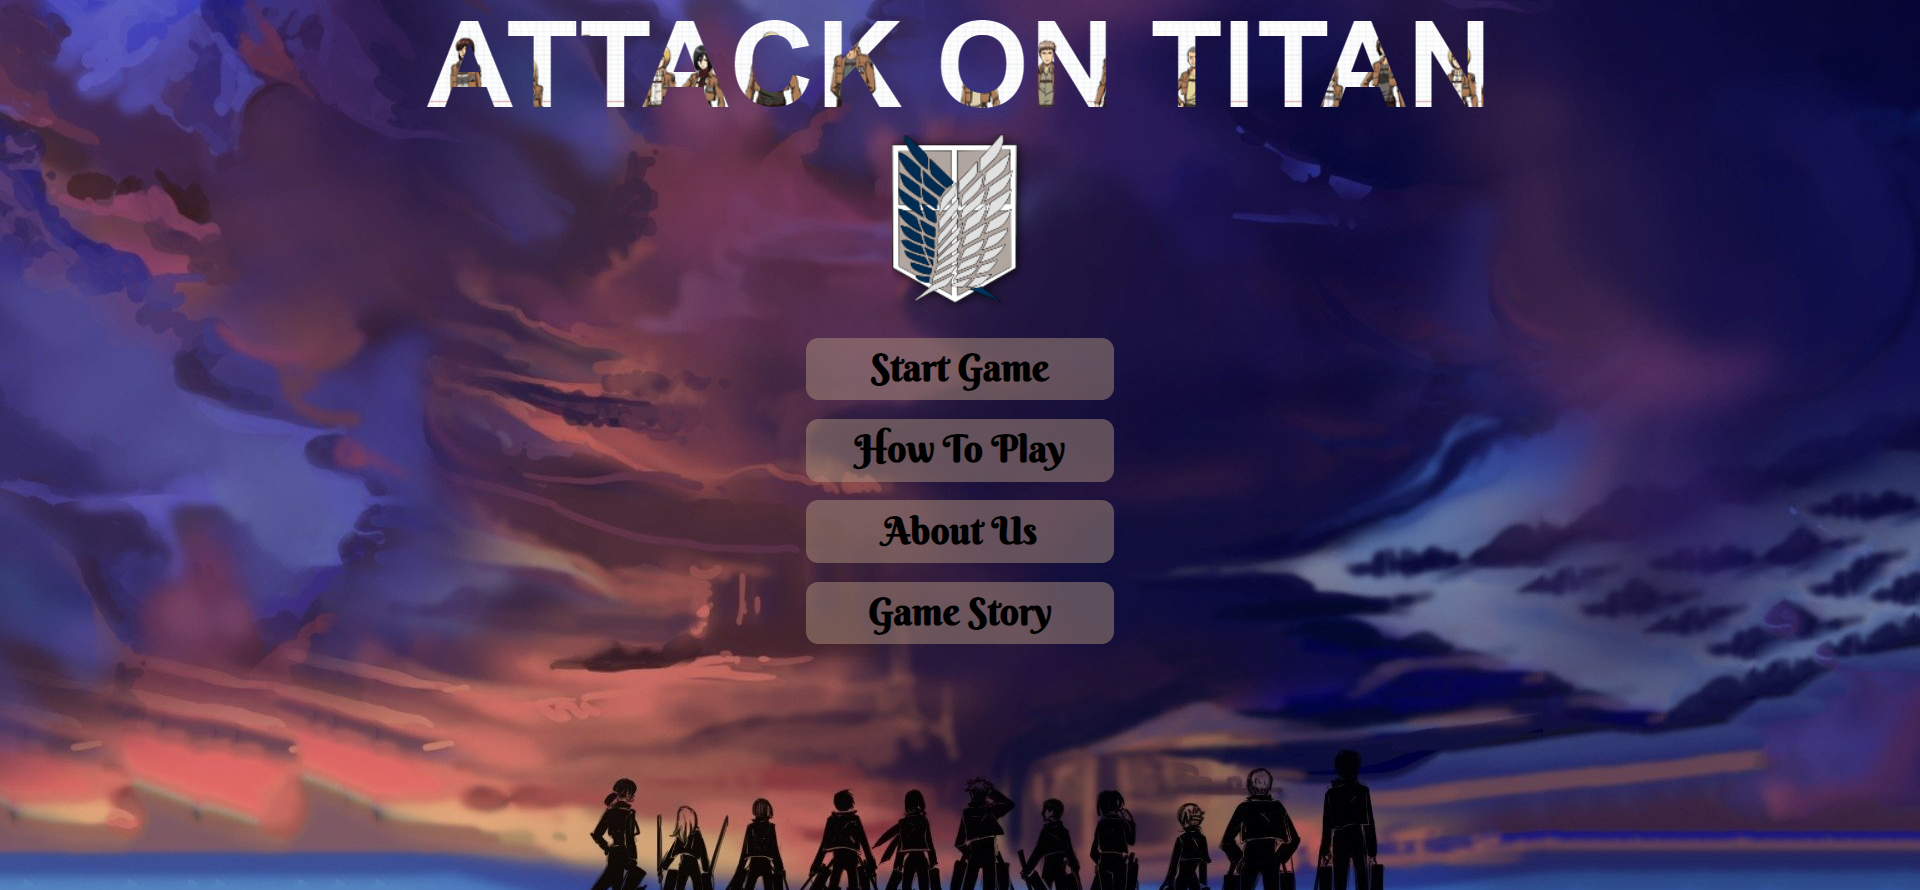 ATTACK ON TITAN
Start Game
How To Play
About Us
Game Story